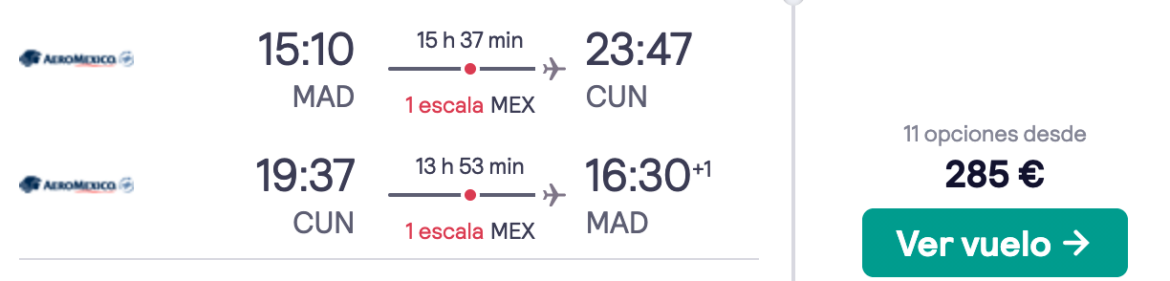 AEROMEXICO
15:10
15 h 37 min
23:47
MAD
1 escala MEX
CUN
AEROMEXICO
19:37
13 h 53 min
16:30+1
CUN
1 escala MEX
MAD
11 opciones desde
285 €
Ver vuelo →